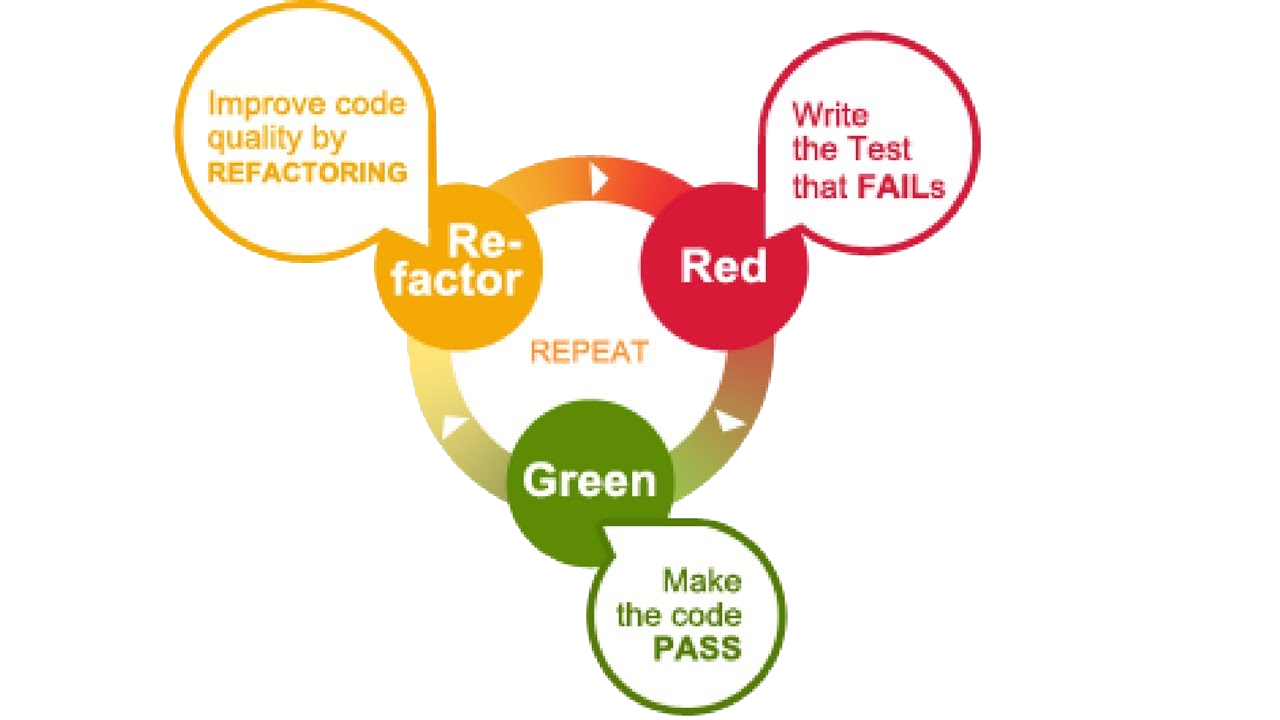 Improve code
quality by
REFACTORING
Write
the Test
that FAILs
Re-
factor
Red
REPEAT
Green
Make
the code
PASS